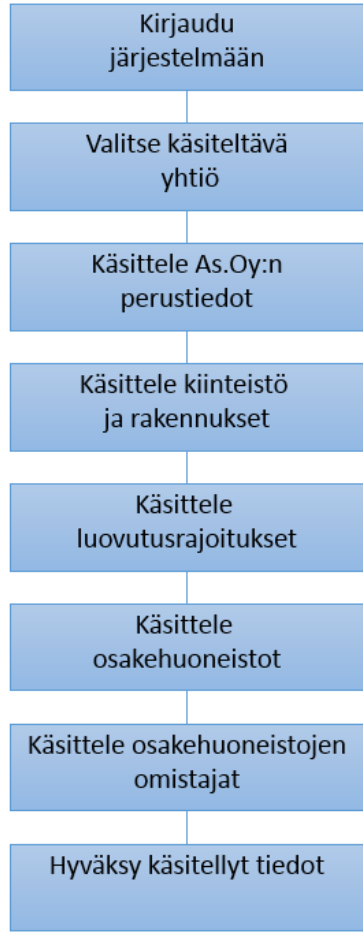 Kirjaudu
järjestelmään
Valitse käsiteltävä
yhtiö
Käsittele As.Oy:n
perustiedot
Käsittele kiinteistö
ja rakennukset
Käsittele
luovutusrajoitukset
Käsittele
osakehuoneistot
Käsittele osakehuoneistojen
omistajat
Hyväksy käsitellyt tiedot